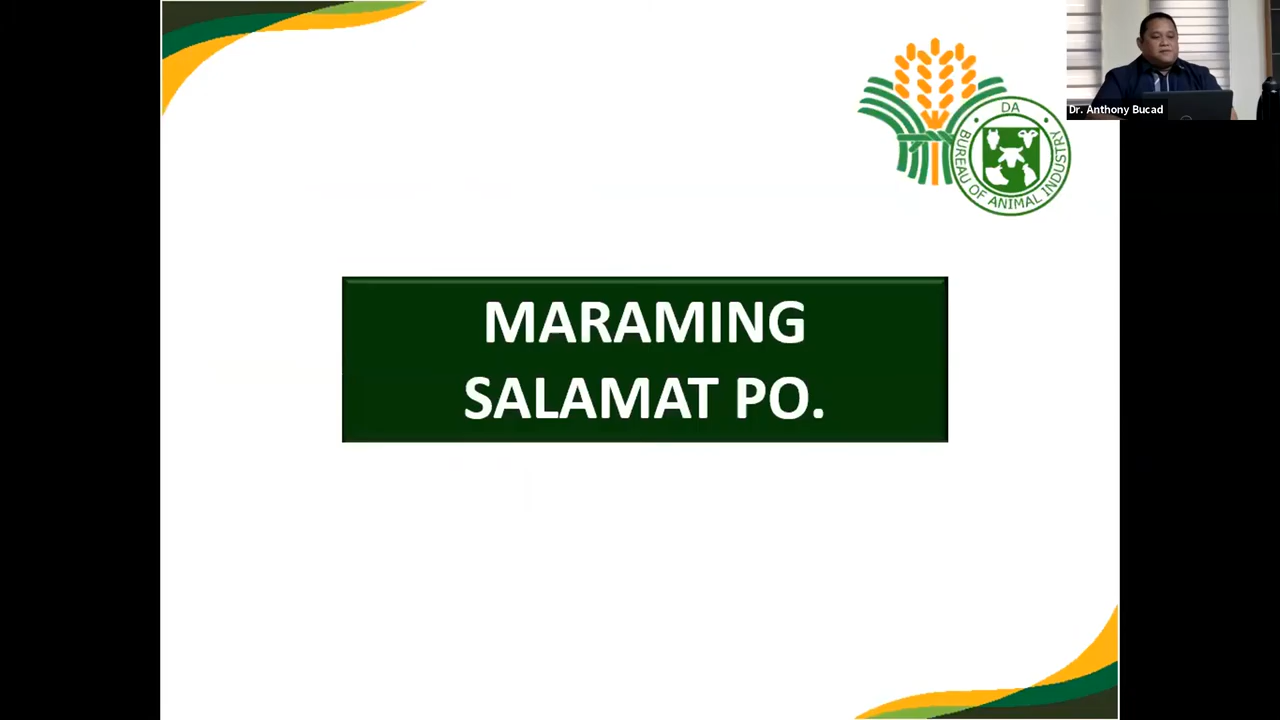 DA
BUREAU OF ANIMAL INDUSTRY
Dr. Anthony Bucad
MARAMING
SALAMAT PO.